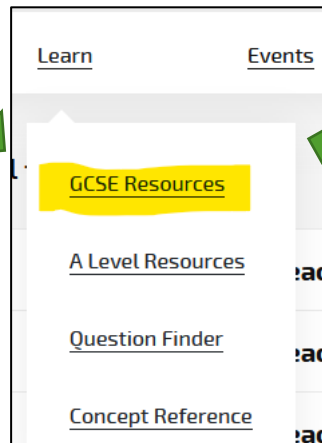 Learn Events
GCSE Resources
A Level Resources
Question Finder
Concept Reference